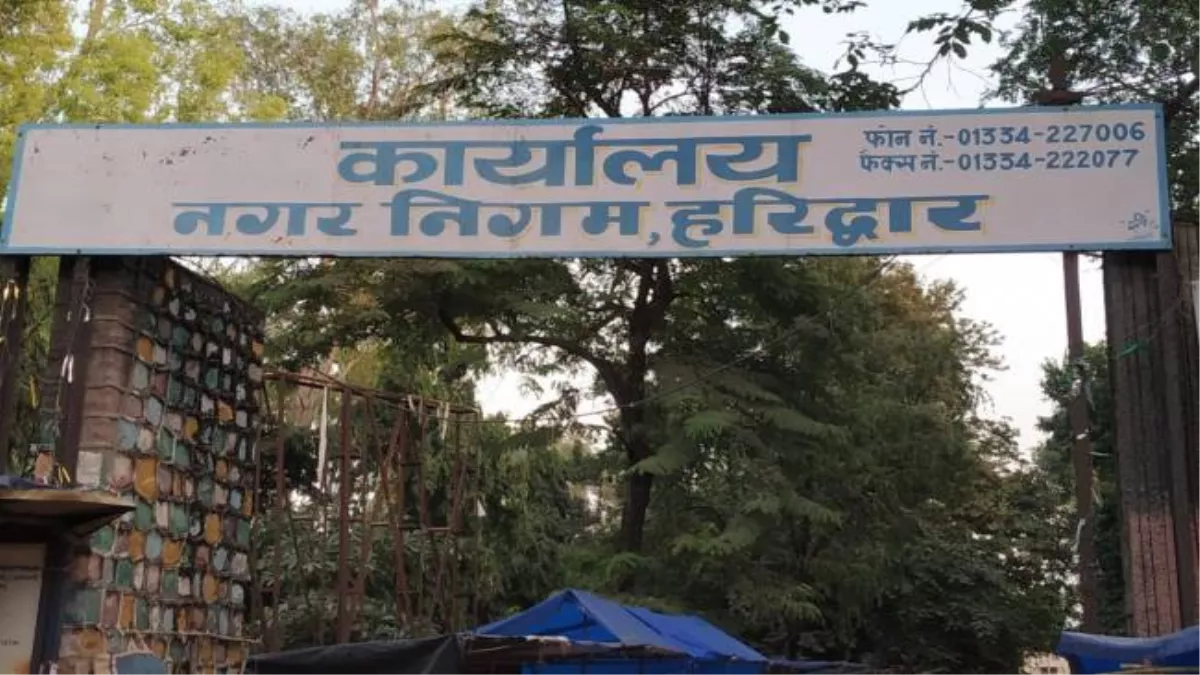 कार्यालय
नगर निगम, हरिद्वार
फोन नं.-01334-227006
फैक्स नं.-01334-222077